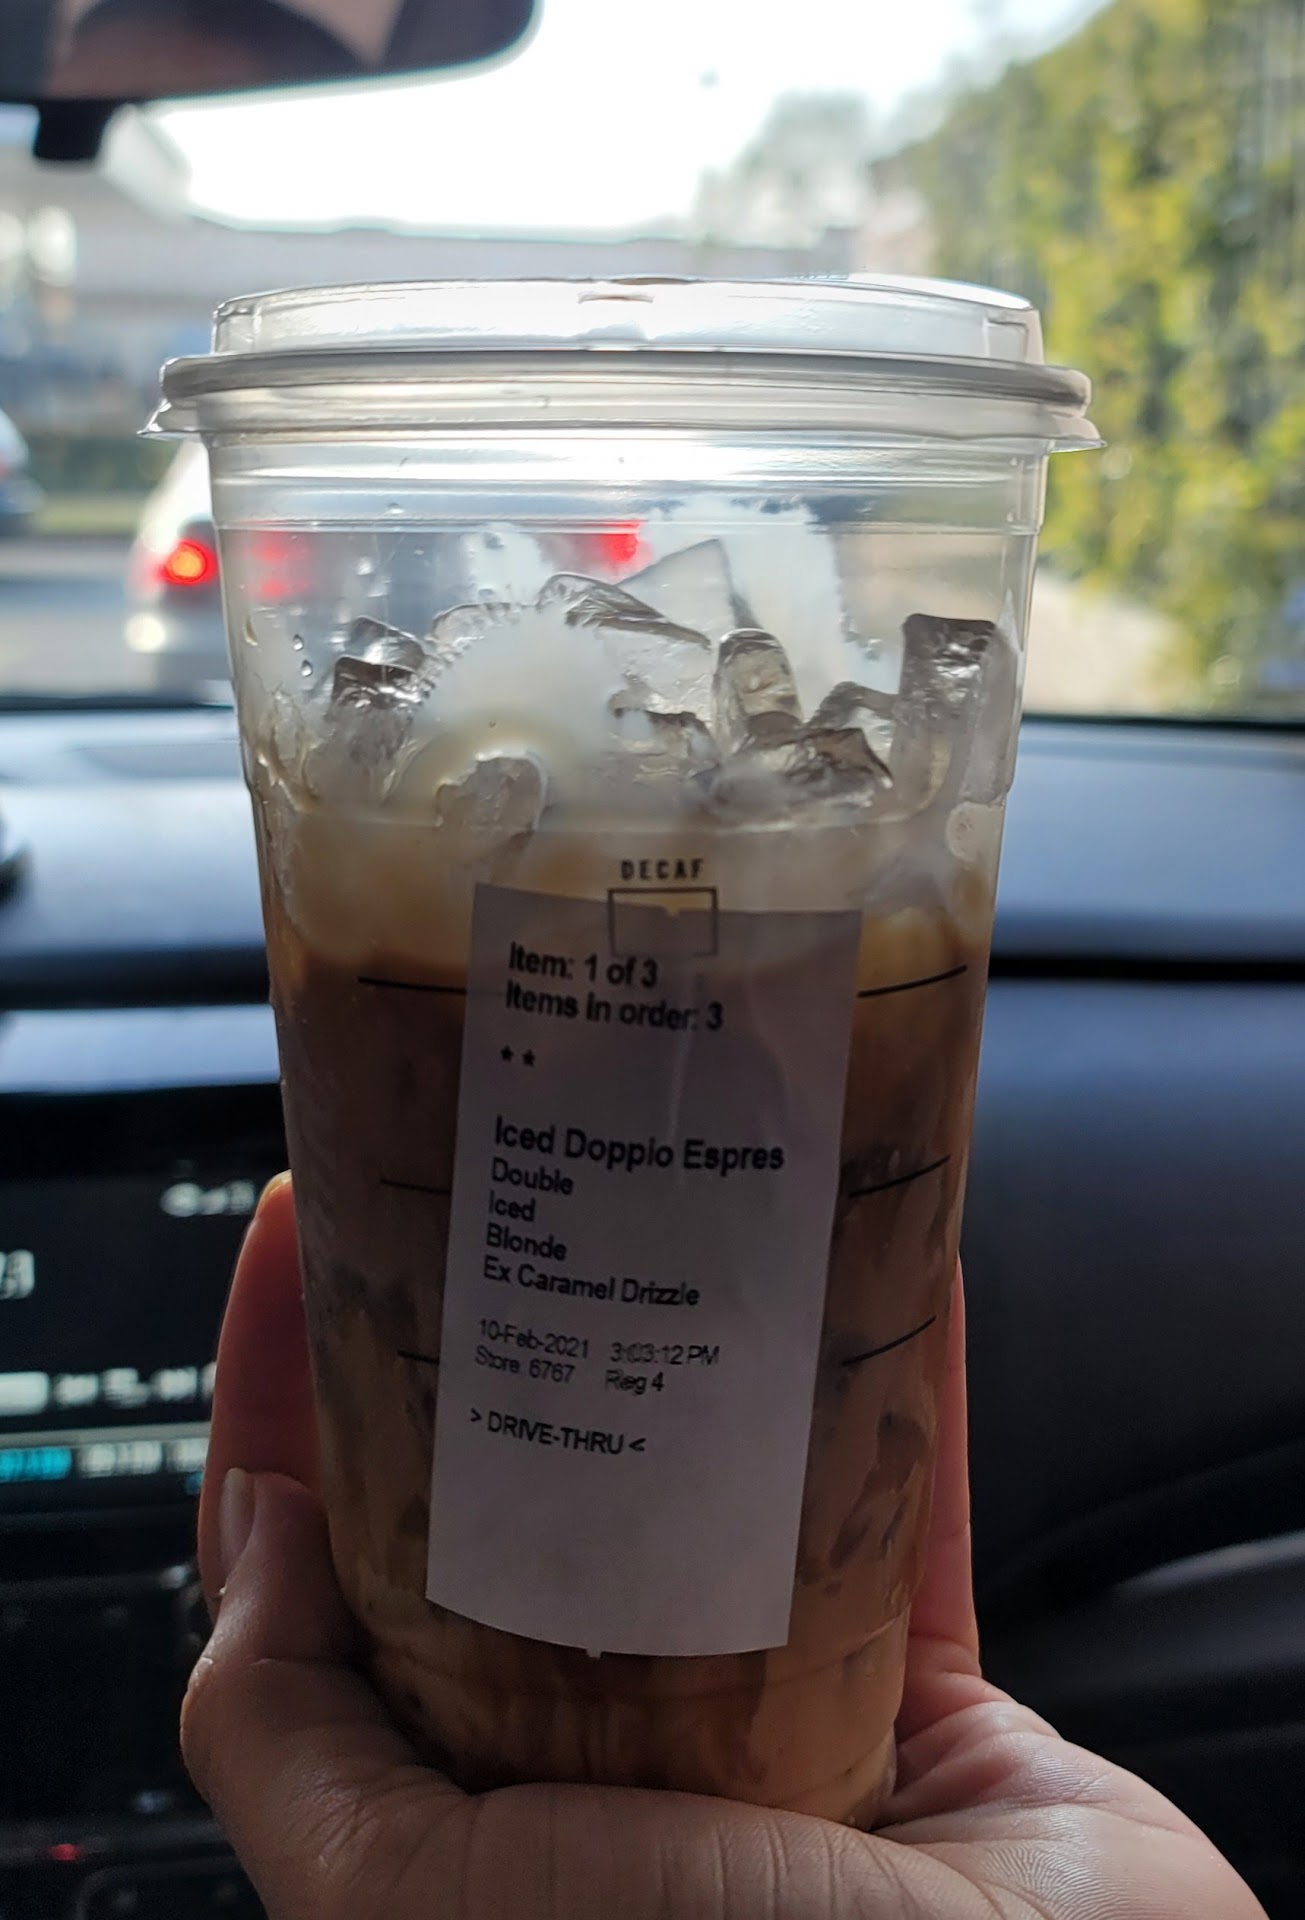 DECAF
Item: 1 of 3
Items in order: 3
* *
Iced Doppio Espres
Double
Iced
Blonde
Ex Caramel Drizzle
10-Feb-2021 3:03:12 PM
Store: 6767 Reg 4
> DRIVE-THRU <